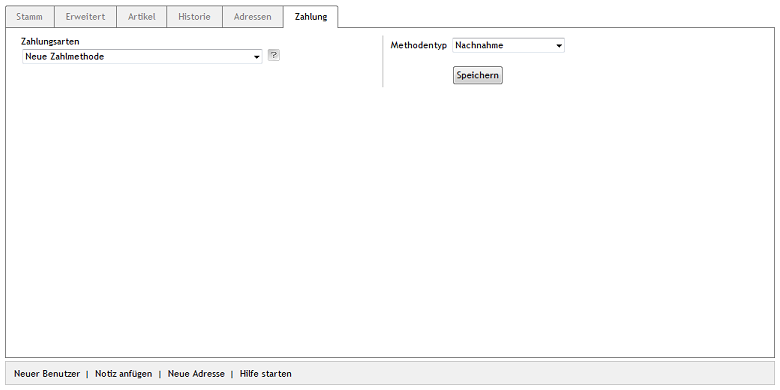 Stamm Erweitert Artikel Historie Adressen Zahlung
Zahlungsarten
Neue Zahlmethode ?
Methodentyp Nachnahme
Speichern
Neuer Benutzer | Notiz anfügen | Neue Adresse | Hilfe starten